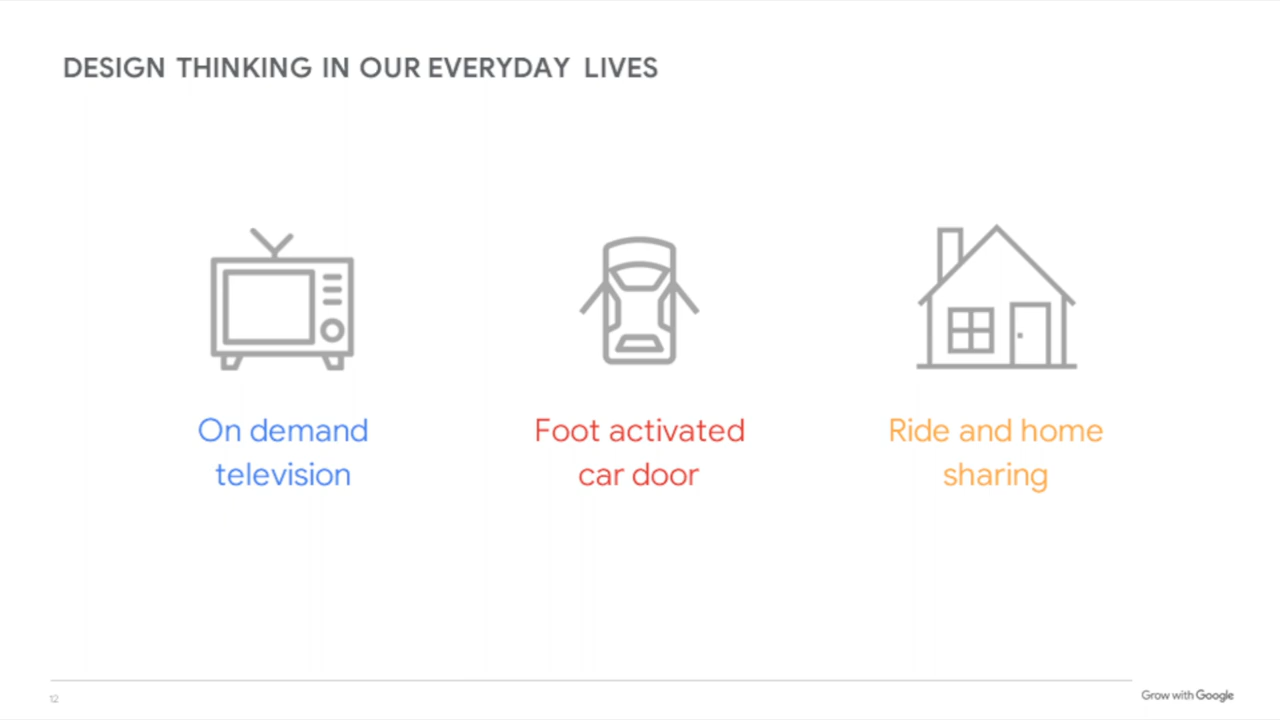 DESIGN THINKING IN OUR EVERYDAY LIVES
On demand
television
Foot activated
car door
Ride and home
sharing
12
Grow with Google